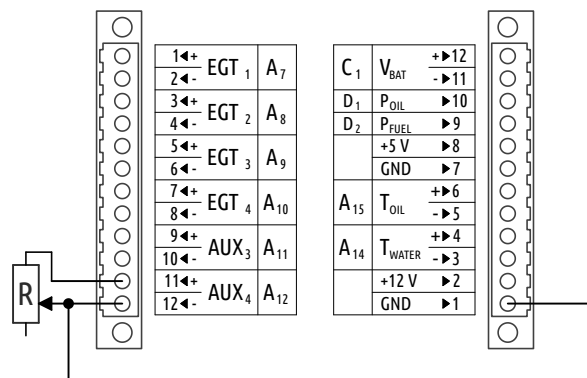 1 + EGT 1 A7
2 -
3 + EGT 2 A8
4 -
5 + EGT 3 A9
6 -
7 + EGT 4 A10
8 -
9 + AUX3 A11
10 -
11 + AUX4 A12
12 -
R
C1 VBAT + 12
- 11
D1 POIL 10
D2 PFUEL 9
+5 V 8
GND 7
A15 TOIL + 6
- 5
A14 TWATER + 4
- 3
+12 V 2
GND 1